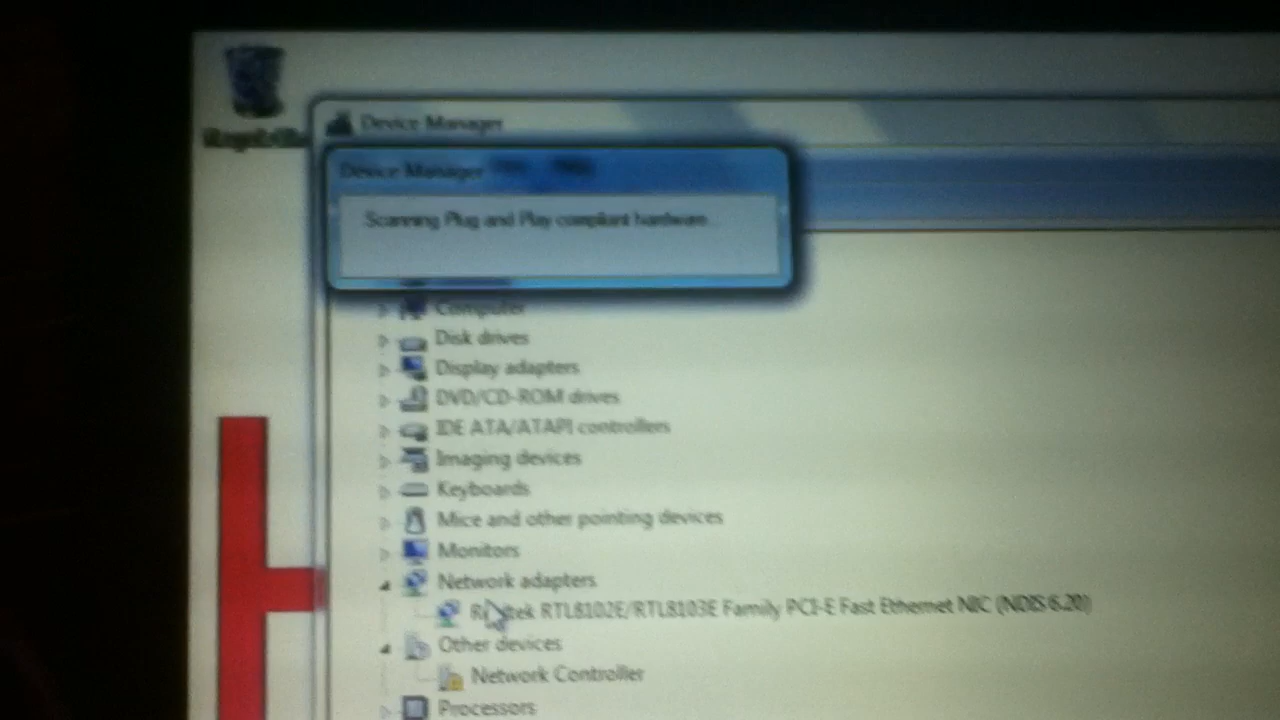 Device Manager
Device Manager
Scanning Plug and Play compliant hardware...
Computer
Disk drives
Display adapters
DVD/CD-ROM drives
IDE ATA/ATAPI controllers
Imaging devices
Keyboards
Mice and other pointing devices
Monitors
Network adapters
Realtek RTL8102E/RTL8103E Family PCI-E Fast Ethernet NIC (NDIS 6.20)
Other devices
Network Controller
Processors